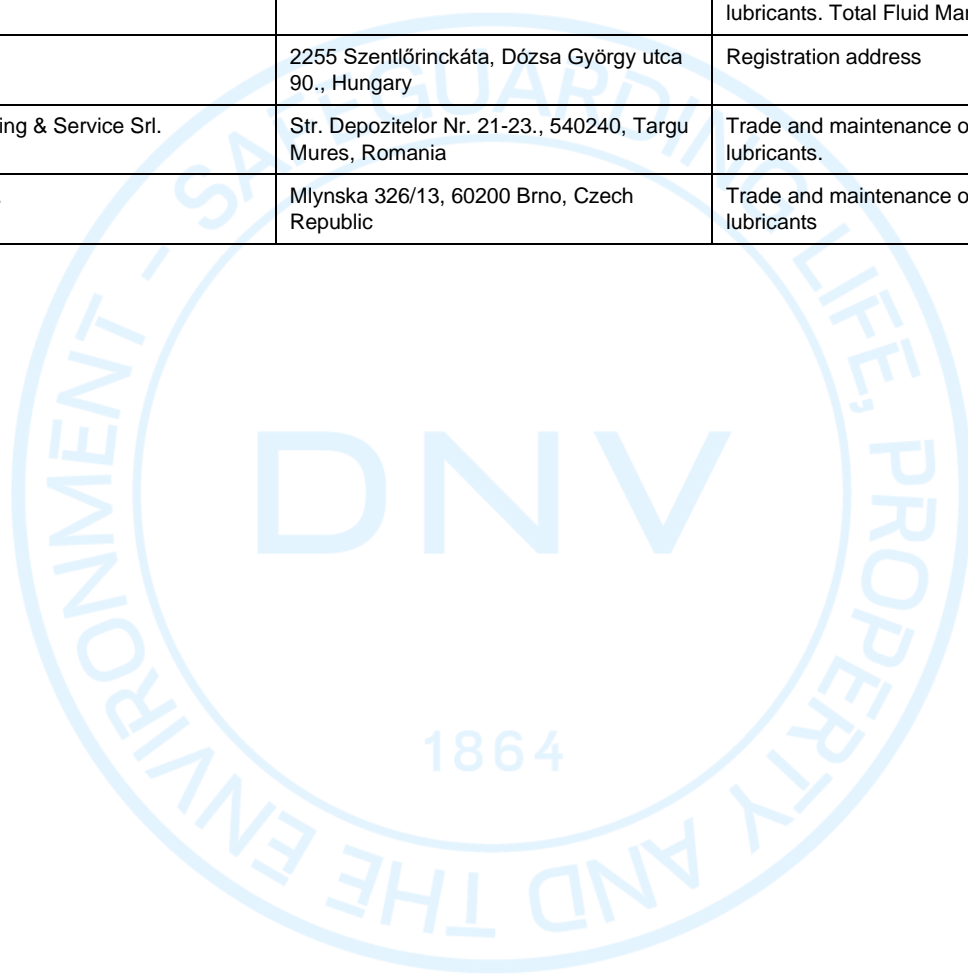 lubricants. Total Fluid Mar
2255 Szentlőrinckáta, Dózsa György utca
90., Hungary
Registration address
ing & Service Srl.
Str. Depozitelor Nr. 21-23., 540240, Targu
Mures, Romania
Trade and maintenance o
lubricants.
.
Mlynska 326/13, 60200 Brno, Czech
Republic
Trade and maintenance o
lubricants
SAFEGUARDING LIFE, PROPERTY AND THE ENVIRONMENT -
DNV
1864